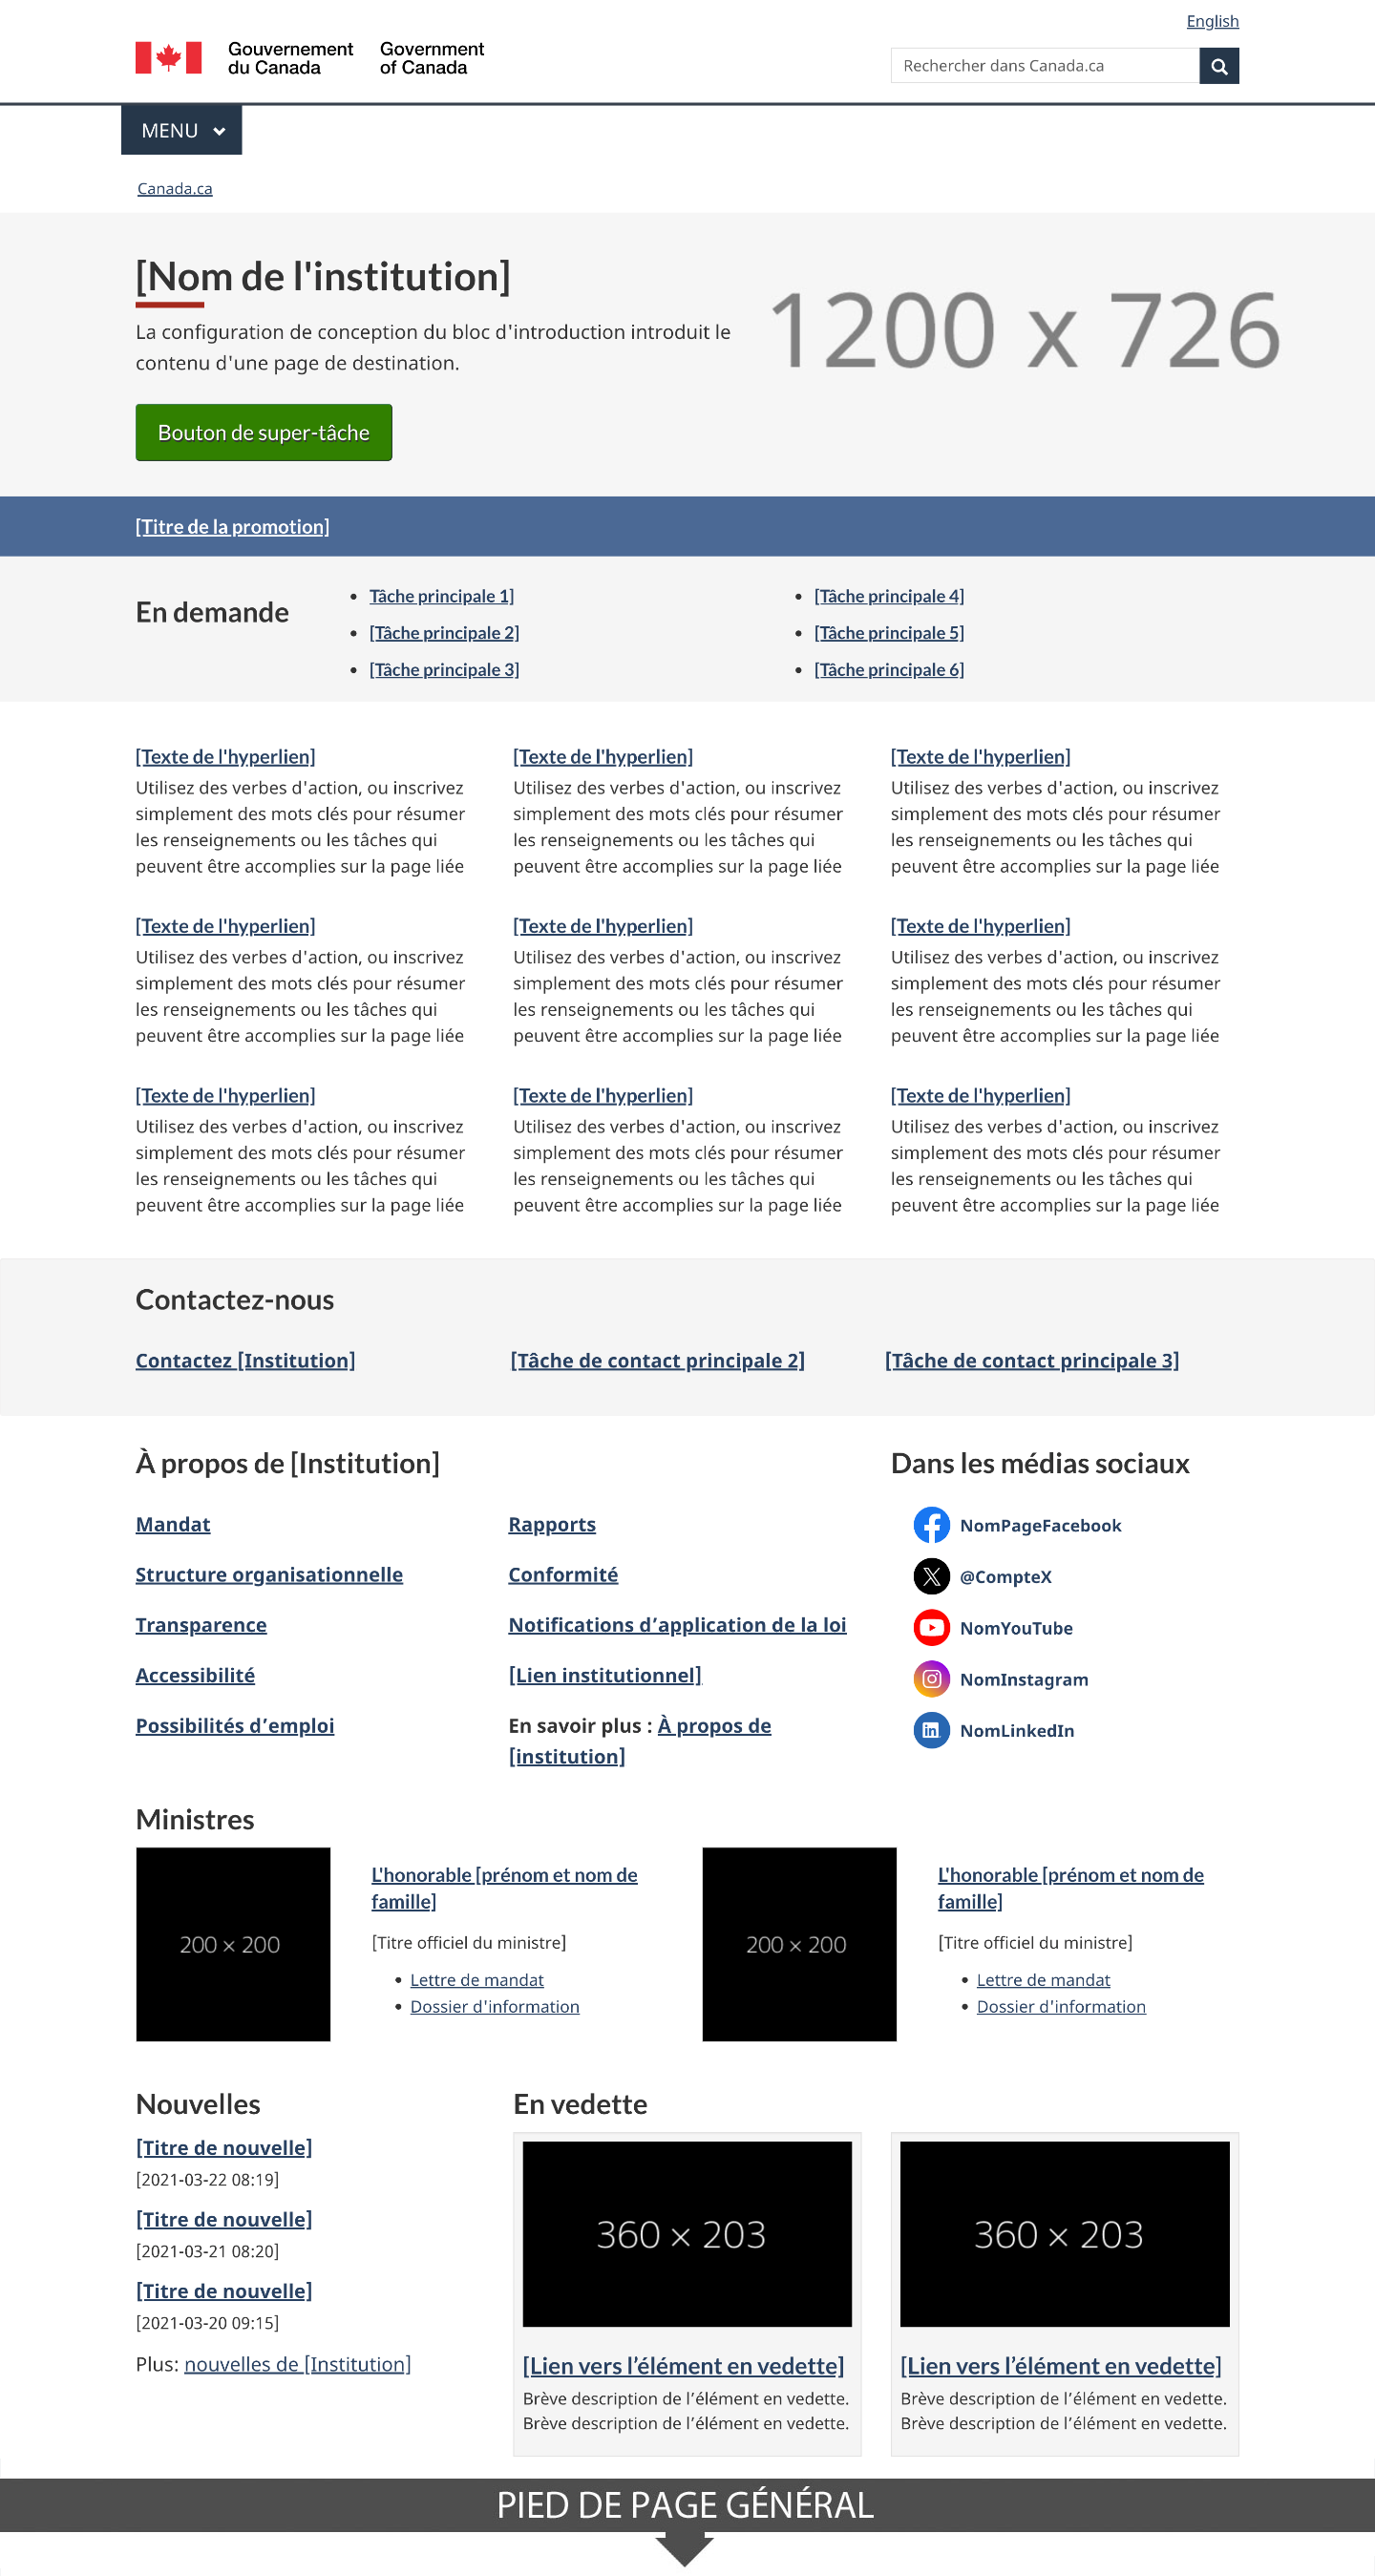 English
Gouvernement
du Canada
Government
of Canada
Rechercher dans Canada.ca
MENU
Canada.ca
[Nom de l'institution]
La configuration de conception du bloc d'introduction introduit le
contenu d'une page de destination.
1200 x 726
Bouton de super-tâche
[Titre de la promotion]
En demande
Tâche principale 1]
[Tâche principale 2]
[Tâche principale 3]
[Tâche principale 4]
[Tâche principale 5]
[Tâche principale 6]
[Texte de l'hyperlien]
Utilisez des verbes d'action, ou inscrivez
simplement des mots clés pour résumer
les renseignements ou les tâches qui
peuvent être accomplies sur la page liée
[Texte de l'hyperlien]
Utilisez des verbes d'action, ou inscrivez
simplement des mots clés pour résumer
les renseignements ou les tâches qui
peuvent être accomplies sur la page liée
[Texte de l'hyperlien]
Utilisez des verbes d'action, ou inscrivez
simplement des mots clés pour résumer
les renseignements ou les tâches qui
peuvent être accomplies sur la page liée
[Texte de l'hyperlien]
Utilisez des verbes d'action, ou inscrivez
simplement des mots clés pour résumer
les renseignements ou les tâches qui
peuvent être accomplies sur la page liée
[Texte de l'hyperlien]
Utilisez des verbes d'action, ou inscrivez
simplement des mots clés pour résumer
les renseignements ou les tâches qui
peuvent être accomplies sur la page liée
[Texte de l'hyperlien]
Utilisez des verbes d'action, ou inscrivez
simplement des mots clés pour résumer
les renseignements ou les tâches qui
peuvent être accomplies sur la page liée
[Texte de l'hyperlien]
Utilisez des verbes d'action, ou inscrivez
simplement des mots clés pour résumer
les renseignements ou les tâches qui
peuvent être accomplies sur la page liée
[Texte de l'hyperlien]
Utilisez des verbes d'action, ou inscrivez
simplement des mots clés pour résumer
les renseignements ou les tâches qui
peuvent être accomplies sur la page liée
[Texte de l'hyperlien]
Utilisez des verbes d'action, ou inscrivez
simplement des mots clés pour résumer
les renseignements ou les tâches qui
peuvent être accomplies sur la page liée
Contactez-nous
Contactez [Institution]
[Tâche de contact principale 2]
[Tâche de contact principale 3]
À propos de [Institution]
Mandat
Structure organisationnelle
Transparence
Accessibilité
Possibilités d’emploi
Rapports
Conformité
Notifications d’application de la loi
[Lien institutionnel]
En savoir plus : À propos de
[institution]
Dans les médias sociaux
NomPageFacebook
@CompteX
NomYouTube
NomInstagram
NomLinkedIn
Ministres
200 × 200
L'honorable [prénom et nom de
famille]
[Titre officiel du ministre]
Lettre de mandat
Dossier d'information
200 × 200
L'honorable [prénom et nom de
famille]
[Titre officiel du ministre]
Lettre de mandat
Dossier d'information
Nouvelles
[Titre de nouvelle]
[2021-03-22 08:19]
[Titre de nouvelle]
[2021-03-21 08:20]
[Titre de nouvelle]
[2021-03-20 09:15]
Plus: nouvelles de [Institution]
En vedette
360 × 203
[Lien vers l’élément en vedette]
Brève description de l’élément en vedette.
Brève description de l’élément en vedette.
360 × 203
[Lien vers l’élément en vedette]
Brève description de l’élément en vedette.
Brève description de l’élément en vedette.
PIED DE PAGE GÉNÉRAL